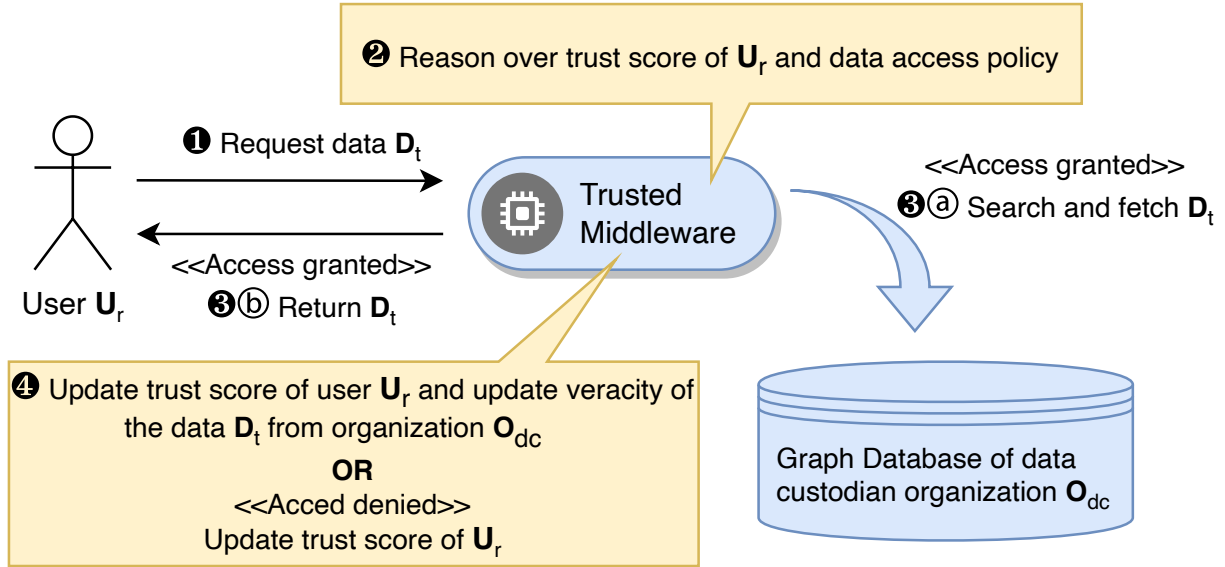 ❷ Reason over trust score of Ur and data access policy
❶ Request data Dt
<<Access granted>>
❸ⓐ Search and fetch Dt
Trusted
Middleware
<<Access granted>>
❸ⓑ Return Dt
User Ur
❹ Update trust score of user Ur and update veracity of
the data Dt from organization Odc
OR
<<Acced denied>>
Update trust score of Ur
Graph Database of data
custodian organization Odc